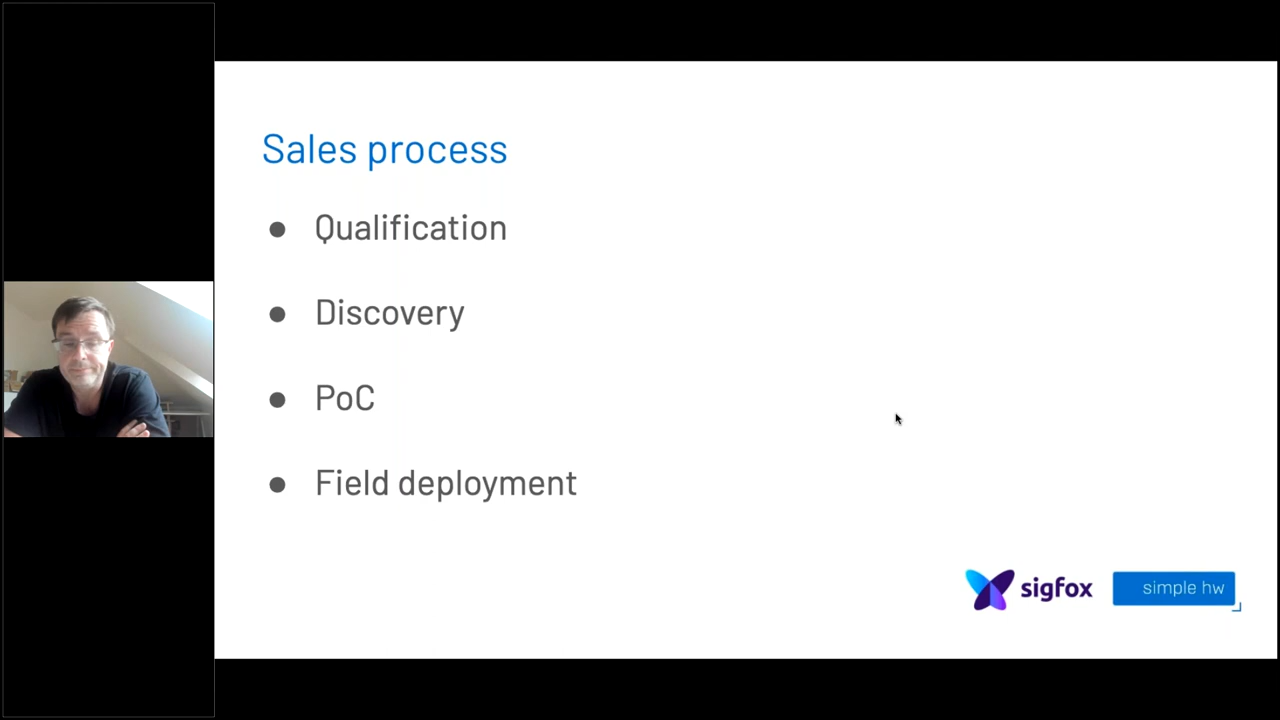 Sales process
● Qualification
● Discovery
● PoC
● Field deployment
sigfox
simple hw